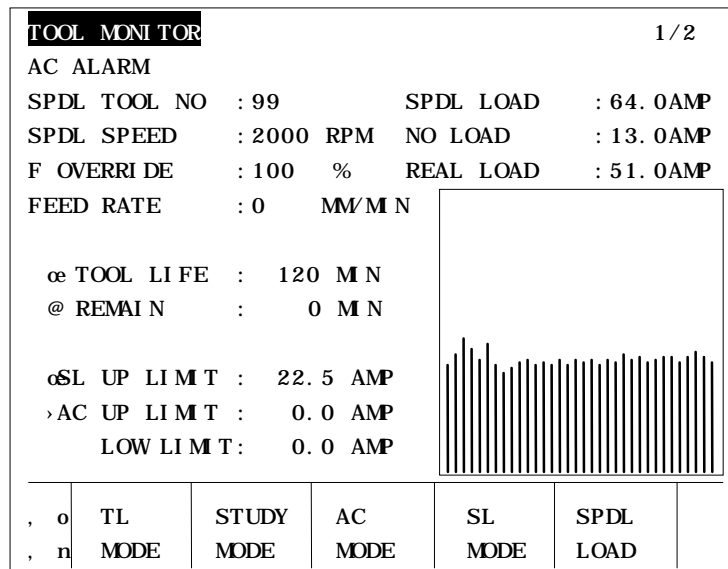 TOOL MONITOR 1/2
AC ALARM
SPDL TOOL NO :99 SPDL LOAD :64.0AMP
SPDL SPEED :2000 RPM NO LOAD :13.0AMP
F OVERRIDE :100 % REAL LOAD :51.0AMP
FEED RATE :0 MM/MIN
œ TOOL LIFE : 120 MIN
@ REMAIN : 0 MIN
œSL UP LIMIT : 22.5 AMP
›AC UP LIMIT : 0.0 AMP
LOW LIMIT: 0.0 AMP
, o TL STUDY AC SL SPDL
, n MODE MODE MODE MODE LOAD